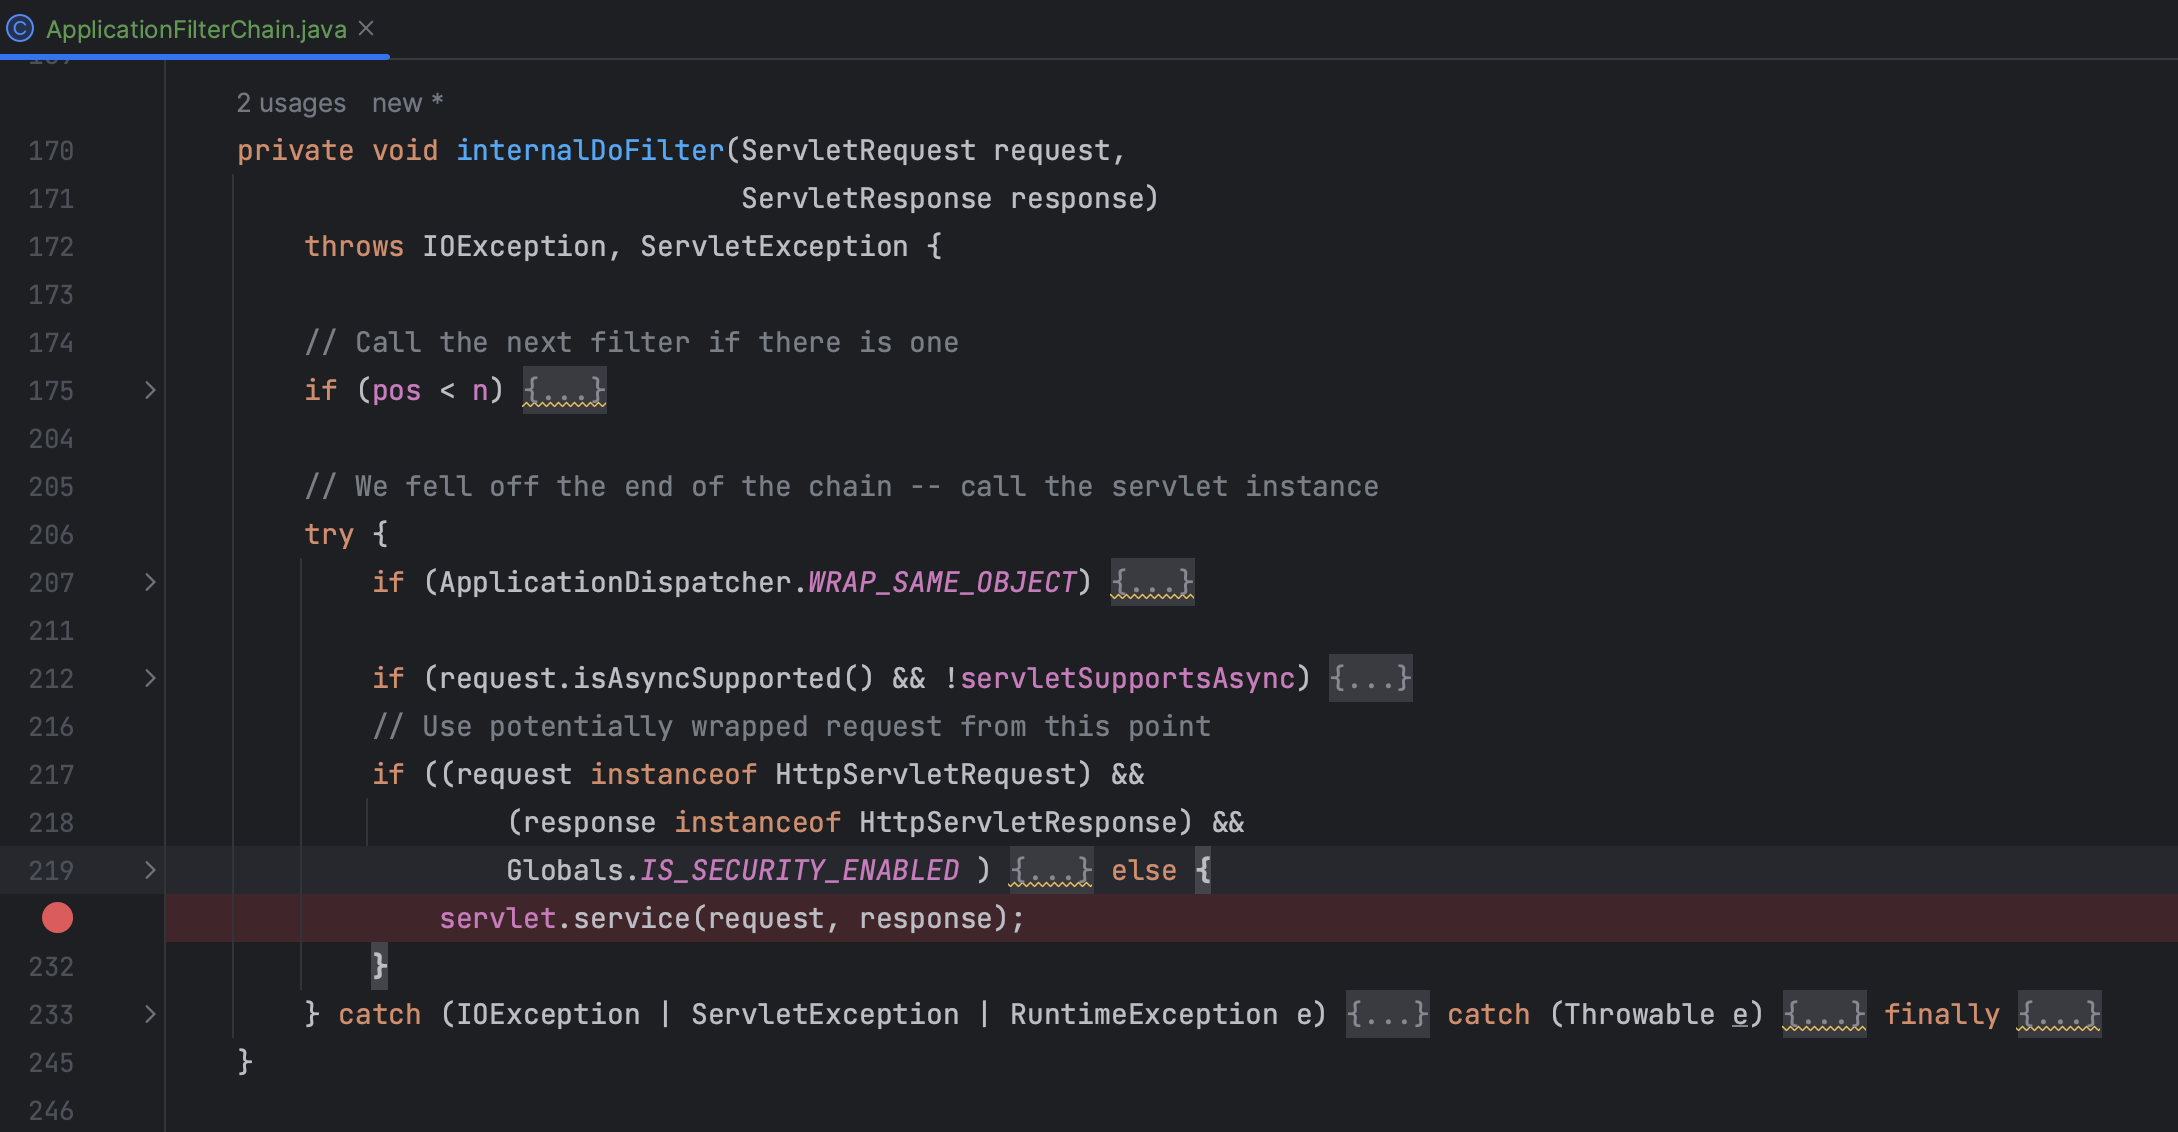 ApplicationFilterChain.java
2 usages new *
170 private void internalDoFilter(ServletRequest request,
171 ServletResponse response)
172 throws IOException, ServletException {
173
174 // Call the next filter if there is one
175 if (pos < n) {...}
204
205 // We fell off the end of the chain -- call the servlet instance
206 try {
207 if (ApplicationDispatcher.WRAP_SAME_OBJECT) {...}
211
212 if (request.isAsyncSupported() && !servletSupportsAsync) {...}
216 // Use potentially wrapped request from this point
217 if ((request instanceof HttpServletRequest) &&
218 (response instanceof HttpServletResponse) &&
219 Globals.IS_SECURITY_ENABLED ) {...} else {
servlet.service(request, response);
232 }
233 } catch (IOException | ServletException | RuntimeException e) {...} catch (Throwable e) {...} finally {...}
245 }
246